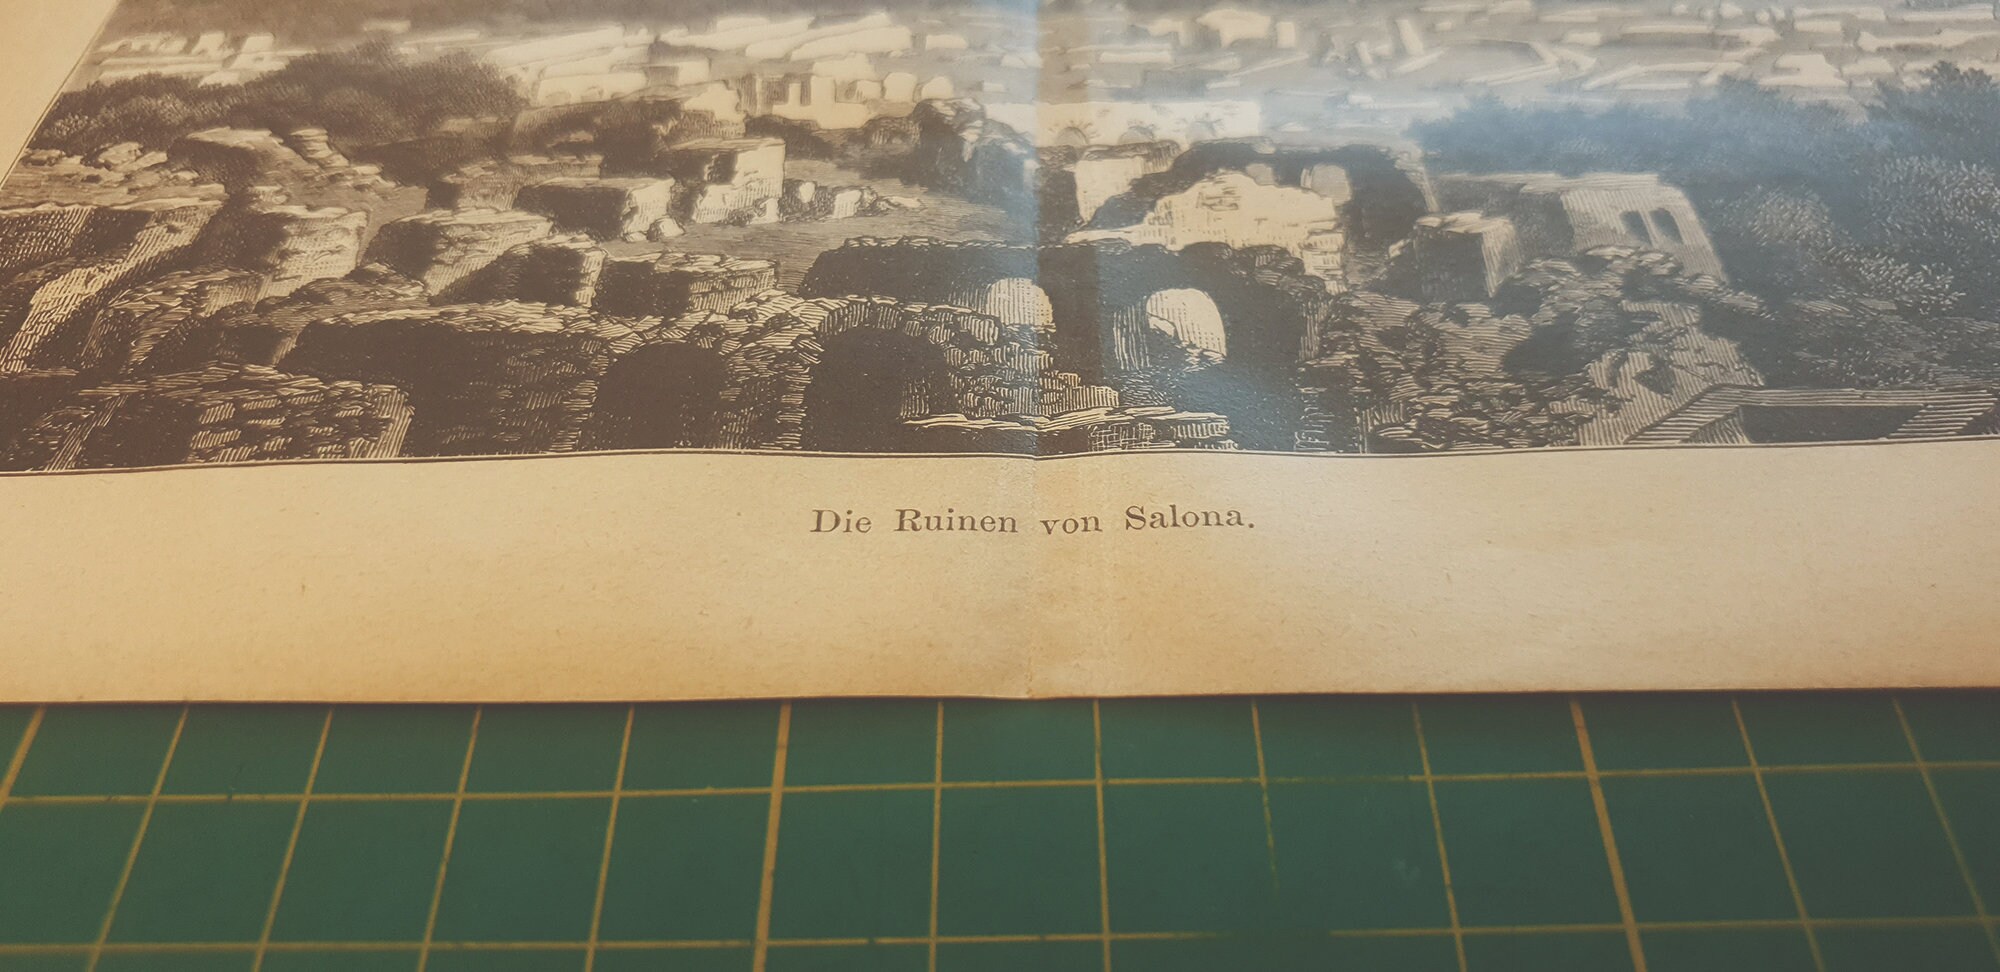 Die Ruinen von Salona.